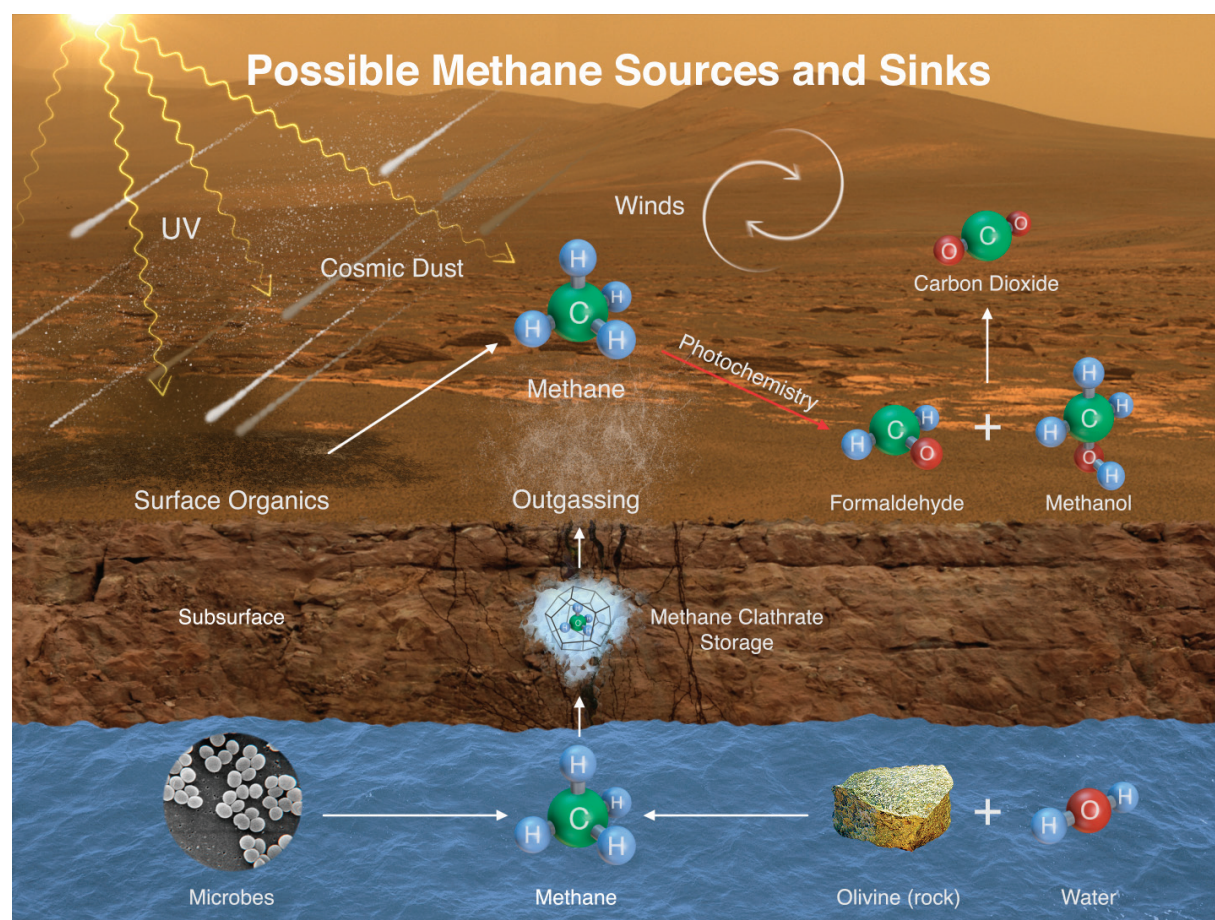 Possible Methane Sources and Sinks
UV
Cosmic Dust
Winds
O
C
O
Carbon Dioxide
H
H
C
H
H
Methane
Photochemistry
H
C
H
O
Formaldehyde
+
H
H
C
H
O
H
Methanol
Surface Organics
Outgassing
Subsurface
Methane Clathrate
Storage
H
H
C
H
H
Microbes
Methane
Olivine (rock)
+
H
O
H
Water